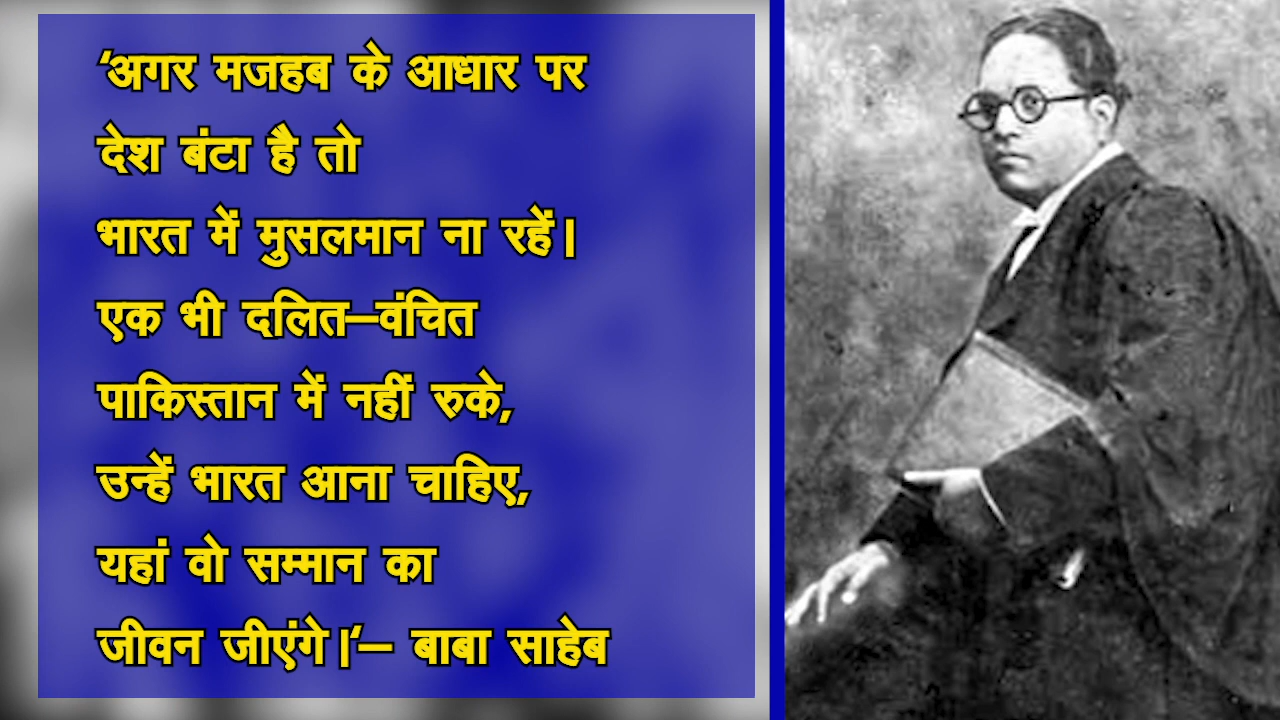 ‘अगर मजहब के आधार पर
देश बंटा है तो
भारत में मुसलमान ना रहें|
एक भी दलित–वंचित
पाकिस्तान में नहीं रुके,
उन्हें भारत आना चाहिए,
यहां वो सम्मान का
जीवन जीएंगे|‘– बाबा साहेब